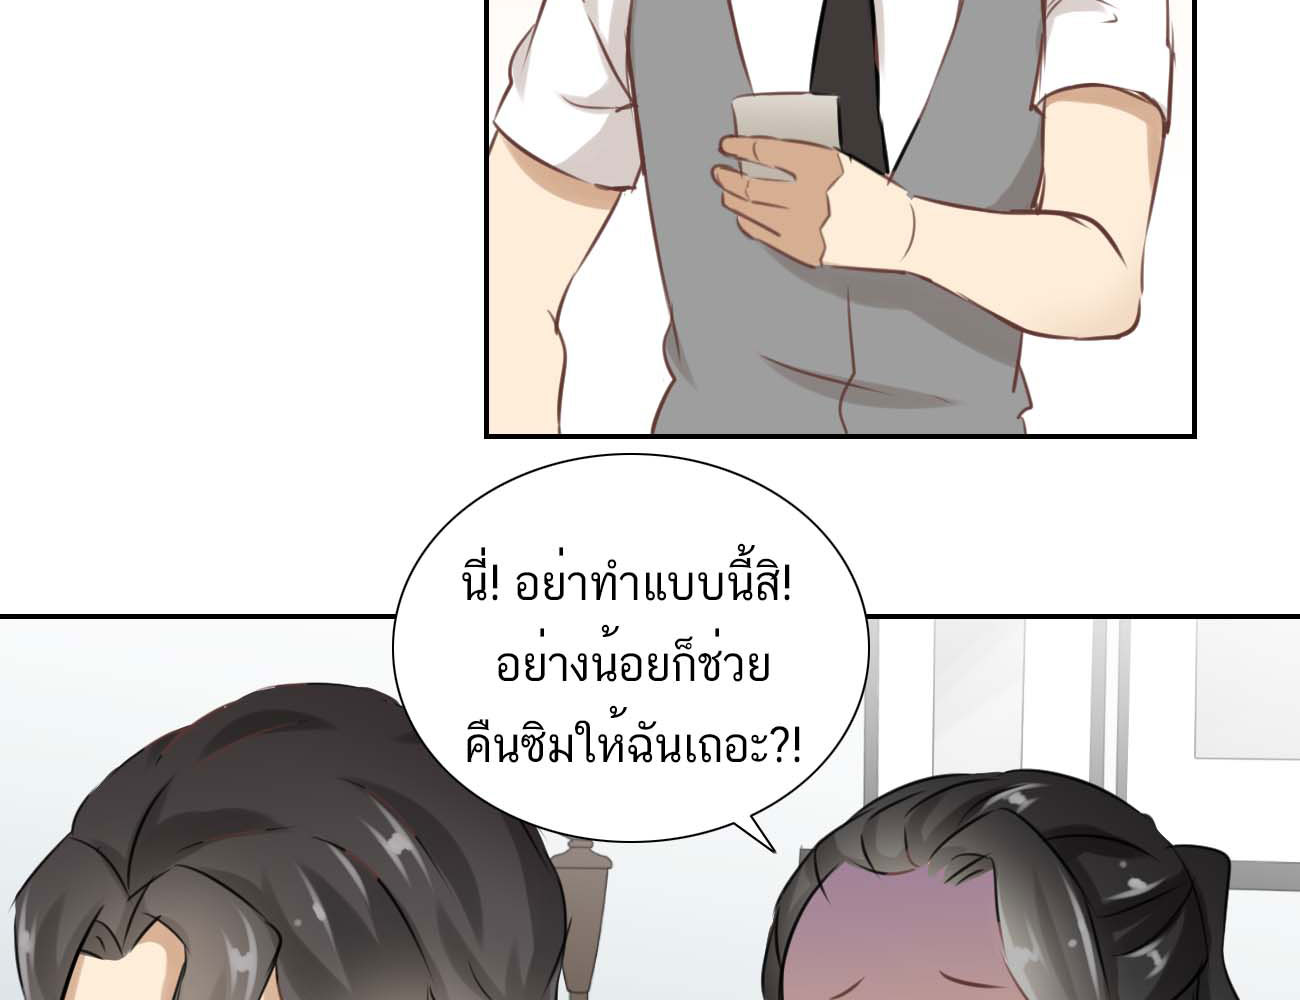 นี่! อย่าทำแบบนี้สิ!
อย่างน้อยก็ช่วย
คืนซิมให้ฉันเถอะ?!